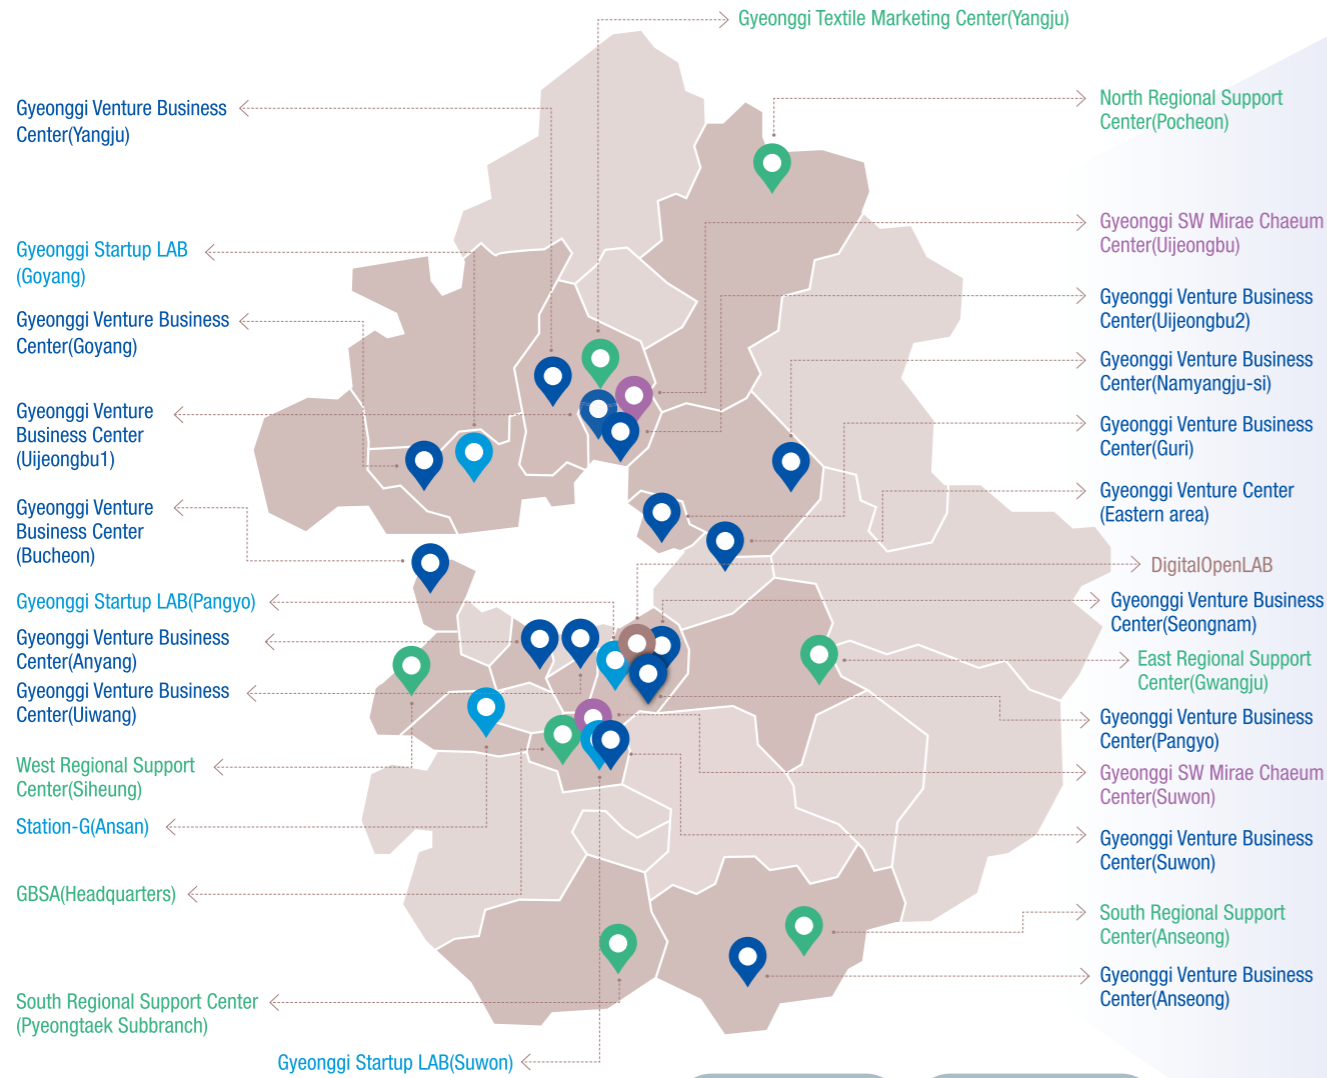 Gyeonggi Textile Marketing Center(Yangju)
Gyeonggi Venture Business
Center(Yangju)
Gyeonggi Startup LAB
(Goyang)
Gyeonggi Venture Business
Center(Goyang)
Gyeonggi Venture
Business Center
(Uijeongbu1)
Gyeonggi Venture
Business Center
(Bucheon)
Gyeonggi Startup LAB(Pangyo)
Gyeonggi Venture Business
Center(Anyang)
Gyeonggi Venture Business
Center(Uiwang)
West Regional Support
Center(Siheung)
Station-G(Ansan)
GBSA(Headquarters)
South Regional Support Center
(Pyeongtaek Subbranch)
Gyeonggi Startup LAB(Suwon)
North Regional Support
Center(Pocheon)
Gyeonggi SW Mirae Chaeum
Center(Uijeongbu)
Gyeonggi Venture Business
Center(Uijeongbu2)
Gyeonggi Venture Business
Center(Namyangju-si)
Gyeonggi Venture Business
Center(Guri)
Gyeonggi Venture Center
(Eastern area)
DigitalOpenLAB
Gyeonggi Venture Business
Center(Seongnam)
East Regional Support
Center(Gwangju)
Gyeonggi Venture Business
Center(Pangyo)
Gyeonggi SW Mirae Chaeum
Center(Suwon)
Gyeonggi Venture Business
Center(Suwon)
South Regional Support
Center(Anseong)
Gyeonggi Venture Business
Center(Anseong)